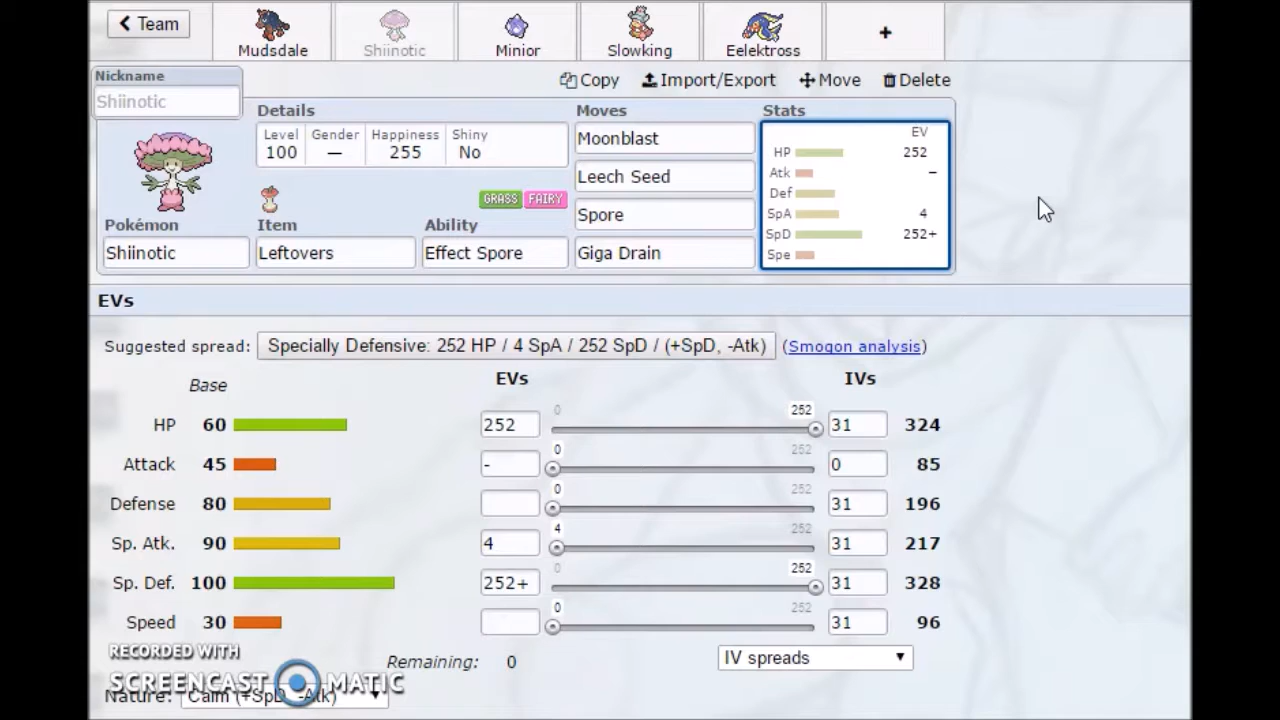 Team
Mudsdale
Shiinotic
Minior
Slowking
Eelektross
+
Nickname
Shiinotic
Copy
Import/Export
Move
Delete
Details
Level Gender Happiness Shiny
100 — 255 No
Moves
Moonblast
Leech Seed
Spore
Giga Drain
Stats
EV
HP 252
Atk –
Def
SpA 4
SpD 252+
Spe
GRASS FAIRY
Pokémon
Shiinotic
Item
Leftovers
Ability
Effect Spore
EVs
Suggested spread: Specially Defensive: 252 HP / 4 SpA / 252 SpD / (+SpD, -Atk) (Smogon analysis)
Base EVs IVs
HP 60 252 0 252 31 324
Attack 45 - 0 252 0 85
Defense 80 0 252 31 196
Sp. Atk. 90 4 4 252 31 217
Sp. Def. 100 252+ 0 252 31 328
Speed 30 0 252 31 96
Remaining: 0
IV spreads
RECORDED WITH
SCREENCAST MATIC
Nature: Calm (+SpD, -Atk)